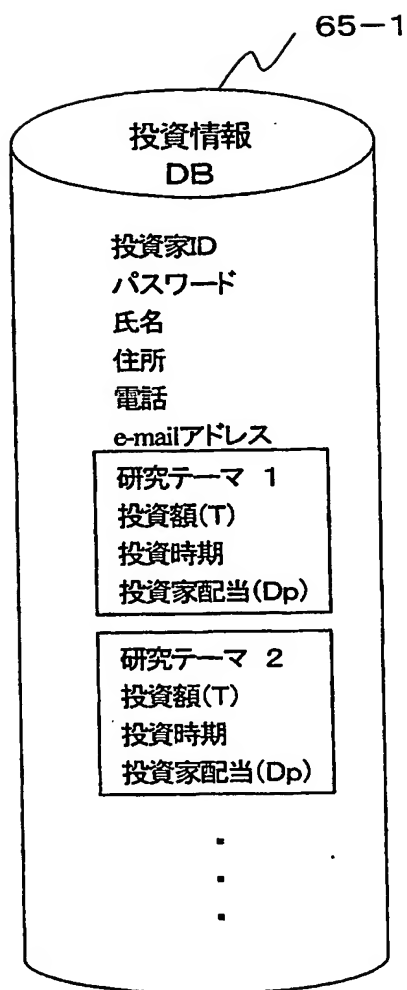 65-1
投資情報
DB
投資家ID
パスワード
氏名
住所
電話
e-mailアドレス
研究テーマ 1
投資額(T)
投資時期
投資家配当(Dp)
研究テーマ 2
投資額(T)
投資時期
投資家配当(Dp)